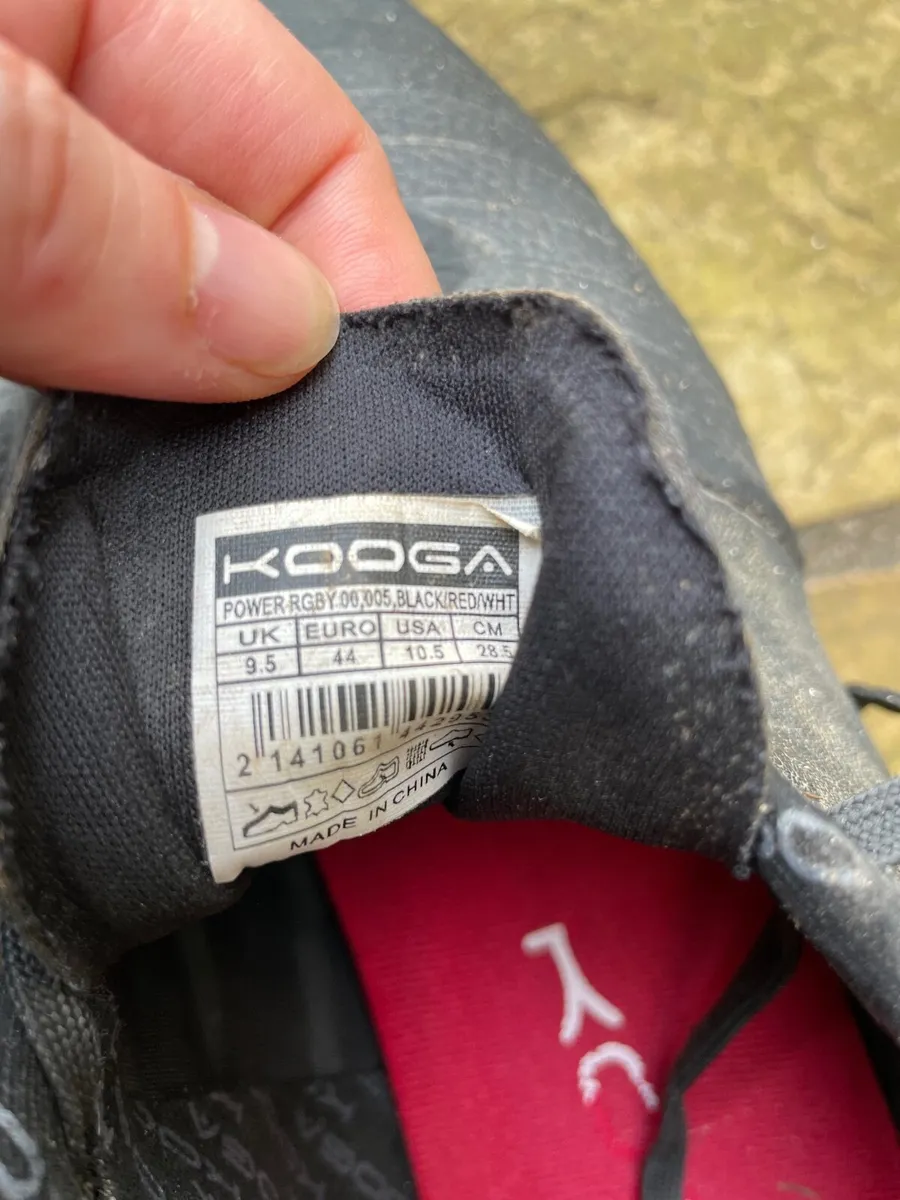 KOOGA
POWER RGBY 00,005,BLACK/RED/WHT
UK EURO USA CM
9.5 44 10.5 28.5
2 141061
MADE IN CHINA